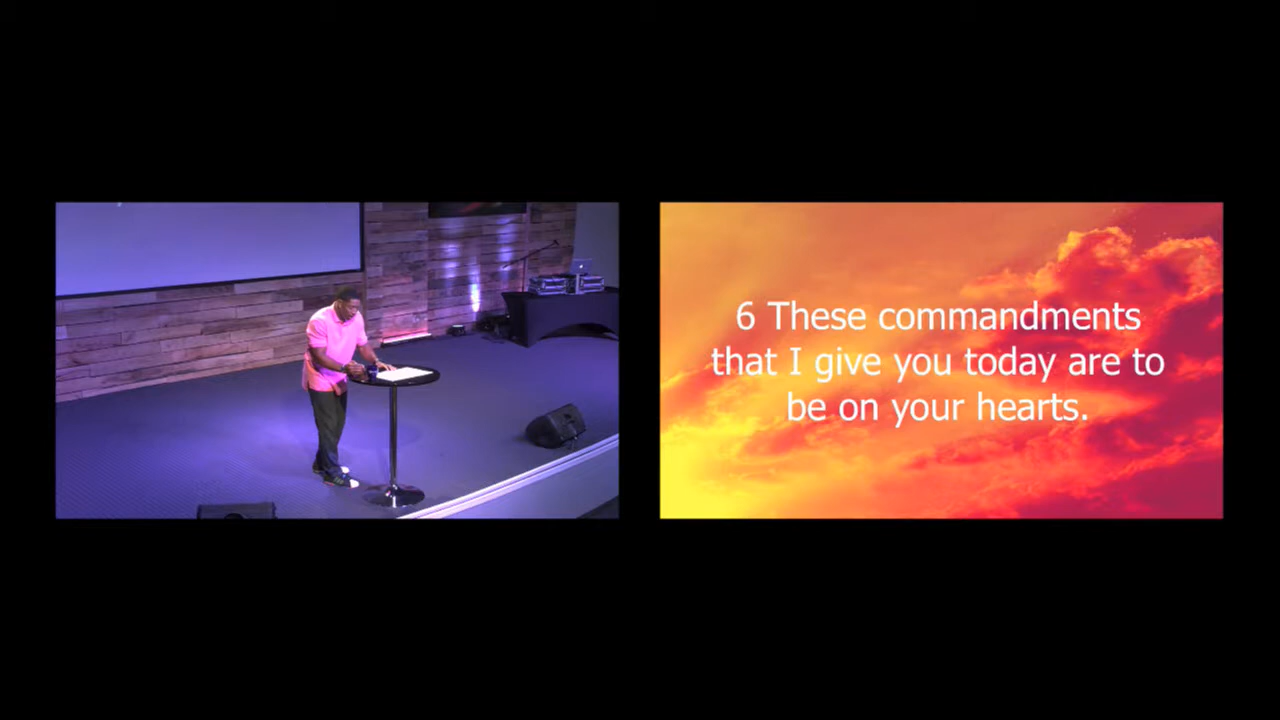 6 These commandments
that I give you today are to
be on your hearts.